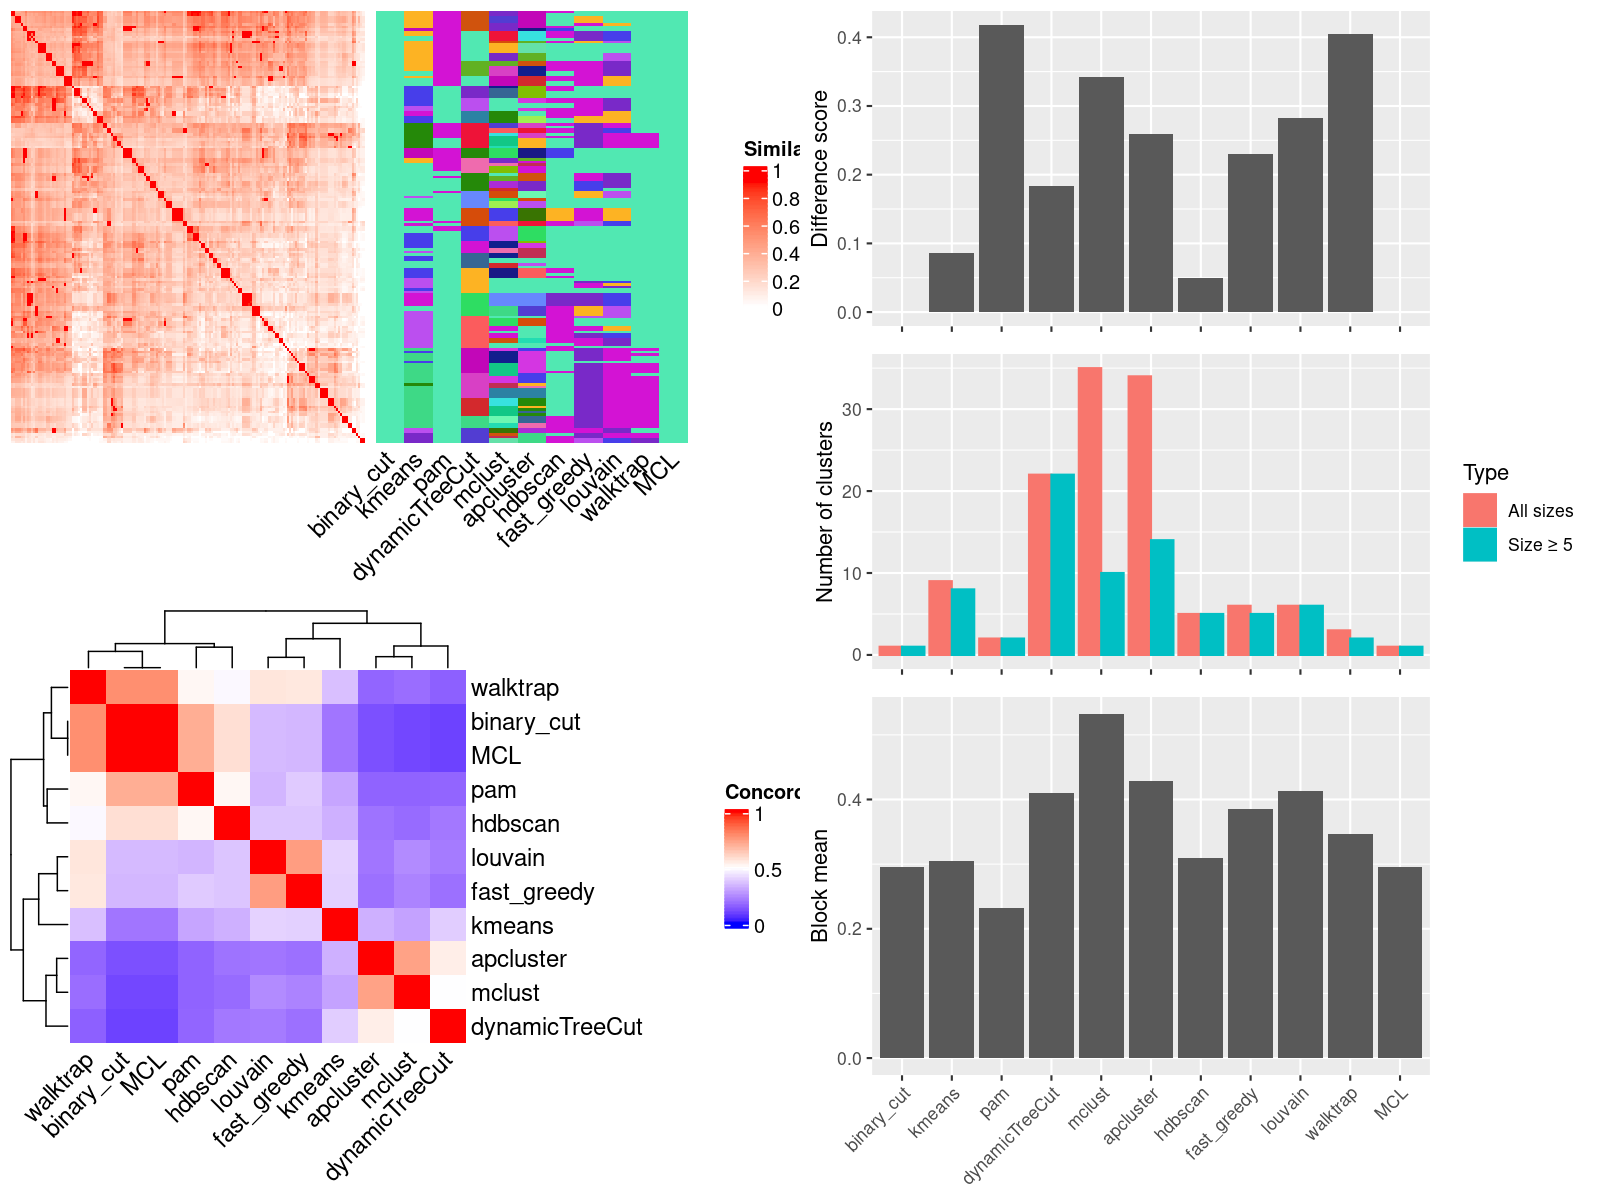 binary_cut
kmeans
pam
dynamicTreeCut
mclust
apcluster
hdbscan
fast_greedy
louvain
walktrap
MCL
Simila
1
0.8
0.6
0.4
0.2
0
walktrap
binary_cut
MCL
pam
hdbscan
louvain
fast_greedy
kmeans
apcluster
mclust
dynamicTreeCut
walktrap
binary_cut
MCL
pam
hdbscan
louvain
fast_greedy
kmeans
apcluster
mclust
dynamicTreeCut
Concord
1
0.5
0
Difference score
0.4
0.3
0.2
0.1
0.0
Number of clusters
30
20
10
0
Type
All sizes
Size ≥ 5
Block mean
0.4
0.2
0.0
binary_cut
kmeans
pam
dynamicTreeCut
mclust
apcluster
hdbscan
fast_greedy
louvain
walktrap
MCL